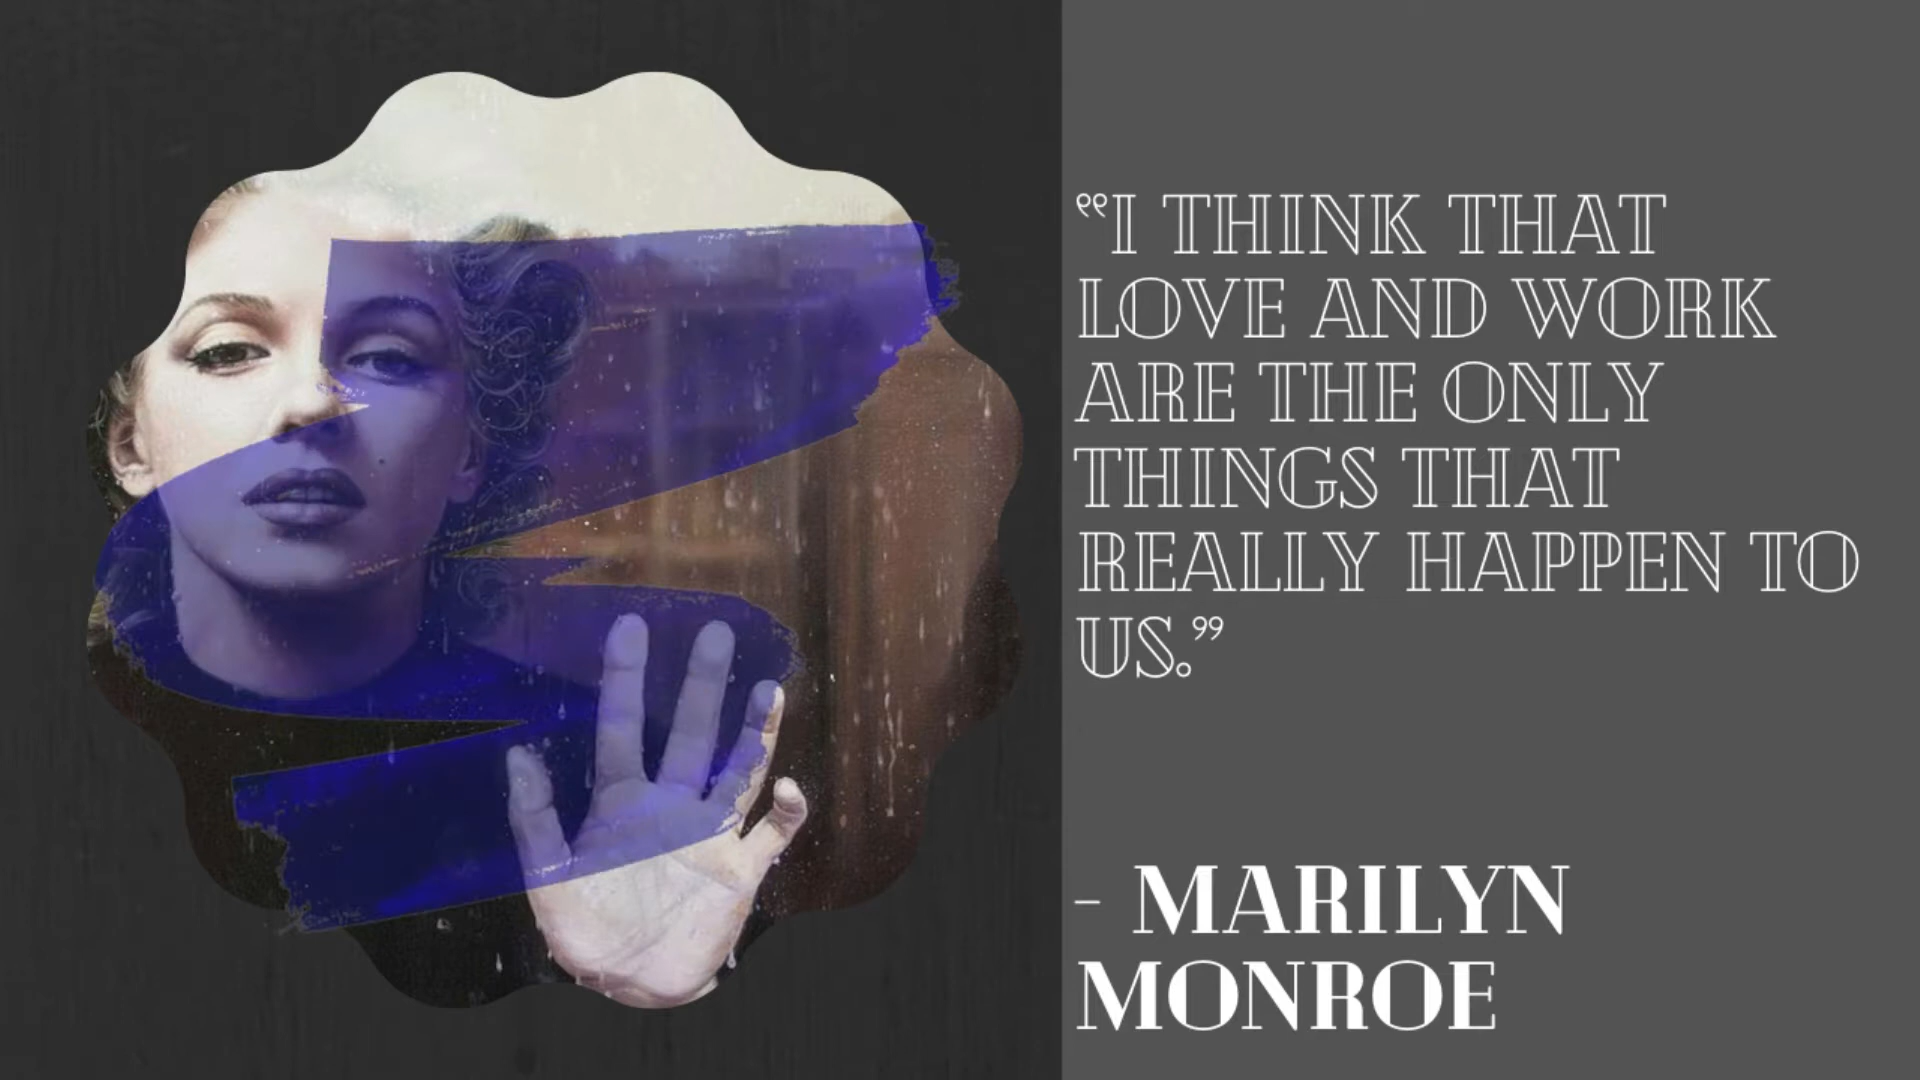 “I THINK THAT
LOVE AND WORK
ARE THE ONLY
THINGS THAT
REALLY HAPPEN TO
US.”
- MARILYN
MONROE